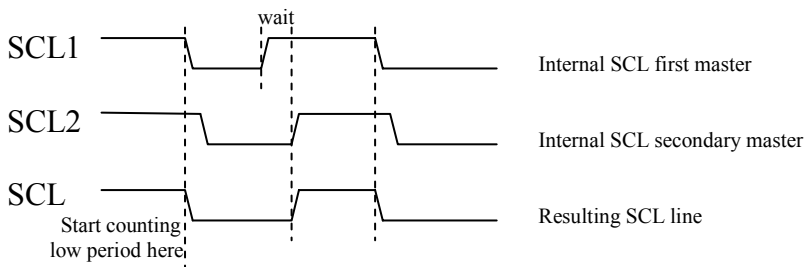 wait
SCL1
Internal SCL first master
SCL2
Internal SCL secondary master
SCL
Resulting SCL line
Start counting
low period here